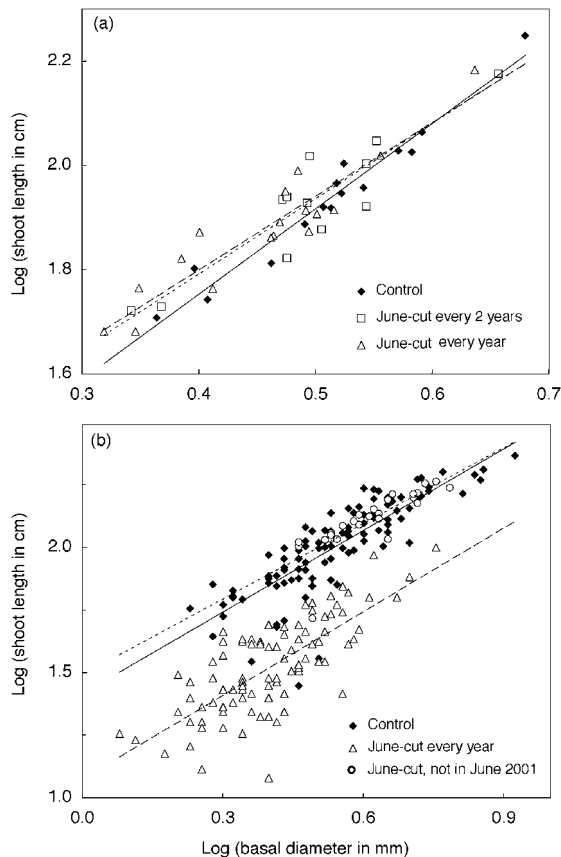 (a)
2.2
2.0
1.8
1.6
Log (shoot length in cm)
Control
June-cut every 2 years
June-cut every year
0.3 0.4 0.5 0.6 0.7
(b)
2.0
1.5
1.0
Log (shoot length in cm)
Control
June-cut every year
June-cut, not in June 2001
0.0 0.3 0.6 0.9
Log (basal diameter in mm)